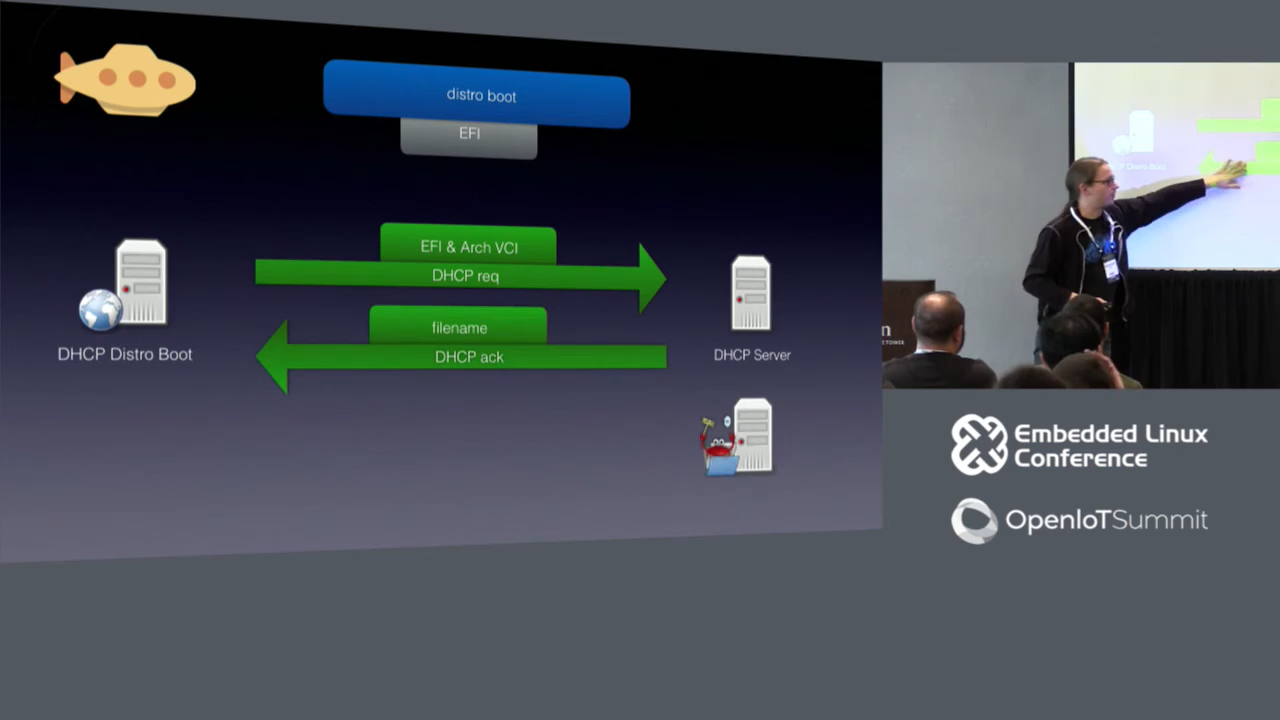 distro boot
EFI
EFI & Arch VCI
DHCP req
filename
DHCP ack
DHCP Distro Boot
DHCP Server
Embedded Linux
Conference
OpenIoTSummit